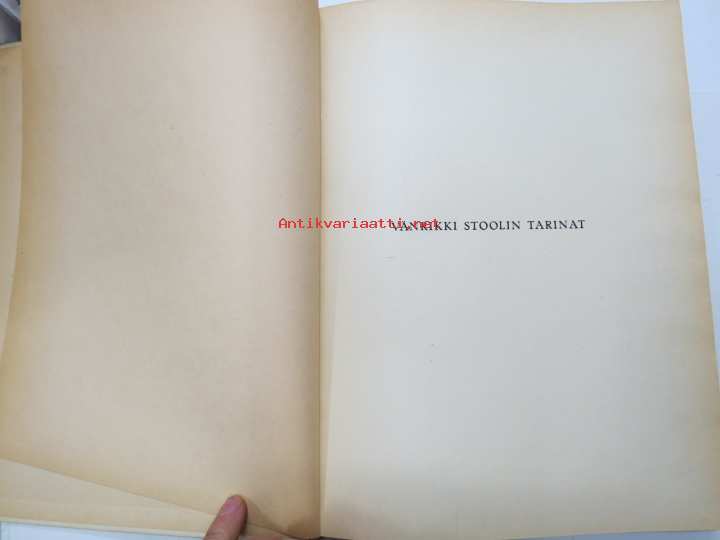 Antikvariaatti.net
VÄNRIKKI STOOLIN TARINAT